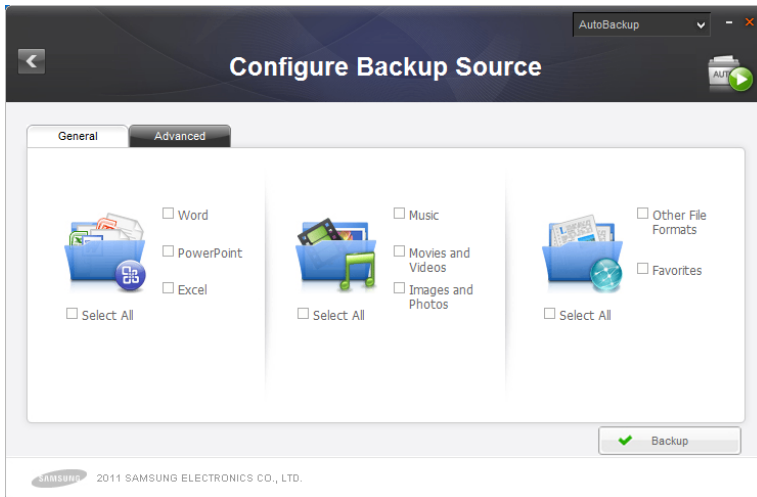 AutoBackup
Configure Backup Source
AUTO
General
Advanced
Word
PowerPoint
Excel
Select All
Music
Movies and
Videos
Images and
Photos
Select All
Other File
Formats
Favorites
Select All
Backup
SAMSUNG 2011 SAMSUNG ELECTRONICS CO., LTD.